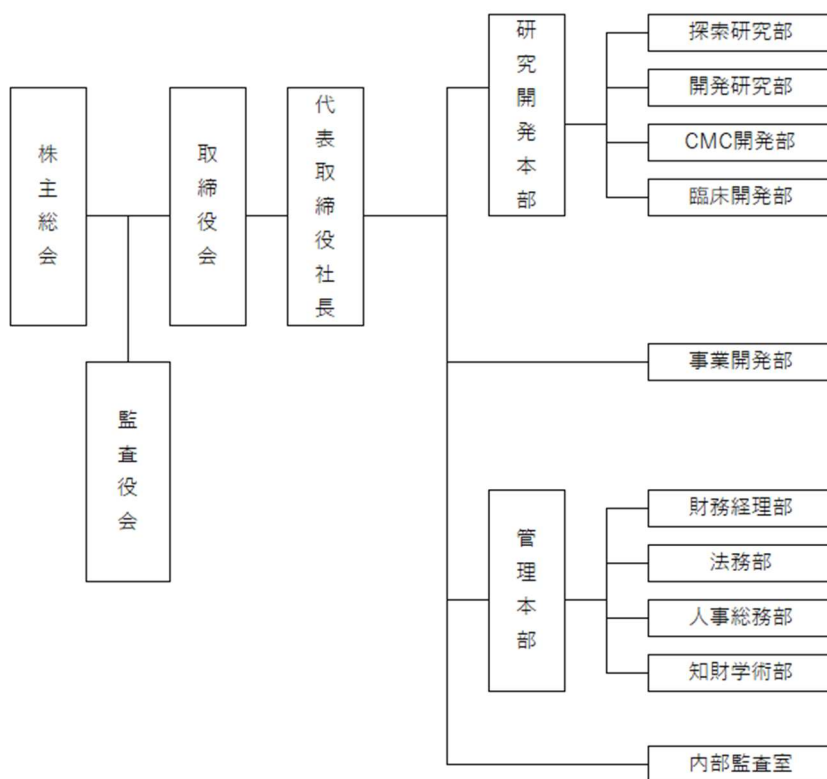 株主総会
取締役会
代表取締役社長
監査役会
研究開発本部
探索研究部
開発研究部
CMC開発部
臨床開発部
事業開発部
管理本部
財務経理部
法務部
人事総務部
知財学術部
内部監査室